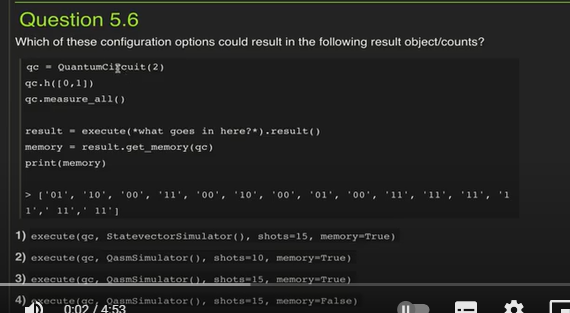 Question 5.6
Which of these configuration options could result in the following result object/counts?
qc = QuantumCircuit(2)
qc.h([0,1])
qc.measure_all()
result = execute(*what goes in here?*).result()
memory = result.get_memory(qc)
print(memory)
> ['01', '10', '00', '11', '00', '10', '00', '01', '00', '11', '11', '11', '1
1',' 11',' 11']
1) execute(qc, StatevectorSimulator(), shots=15, memory=True)
2) execute(qc, QasmSimulator(), shots=10, memory=True)
3) execute(qc, QasmSimulator(), shots=15, memory=True)
4) execute(qc, QasmSimulator(), shots=15, memory=False)
0:02 / 4:53